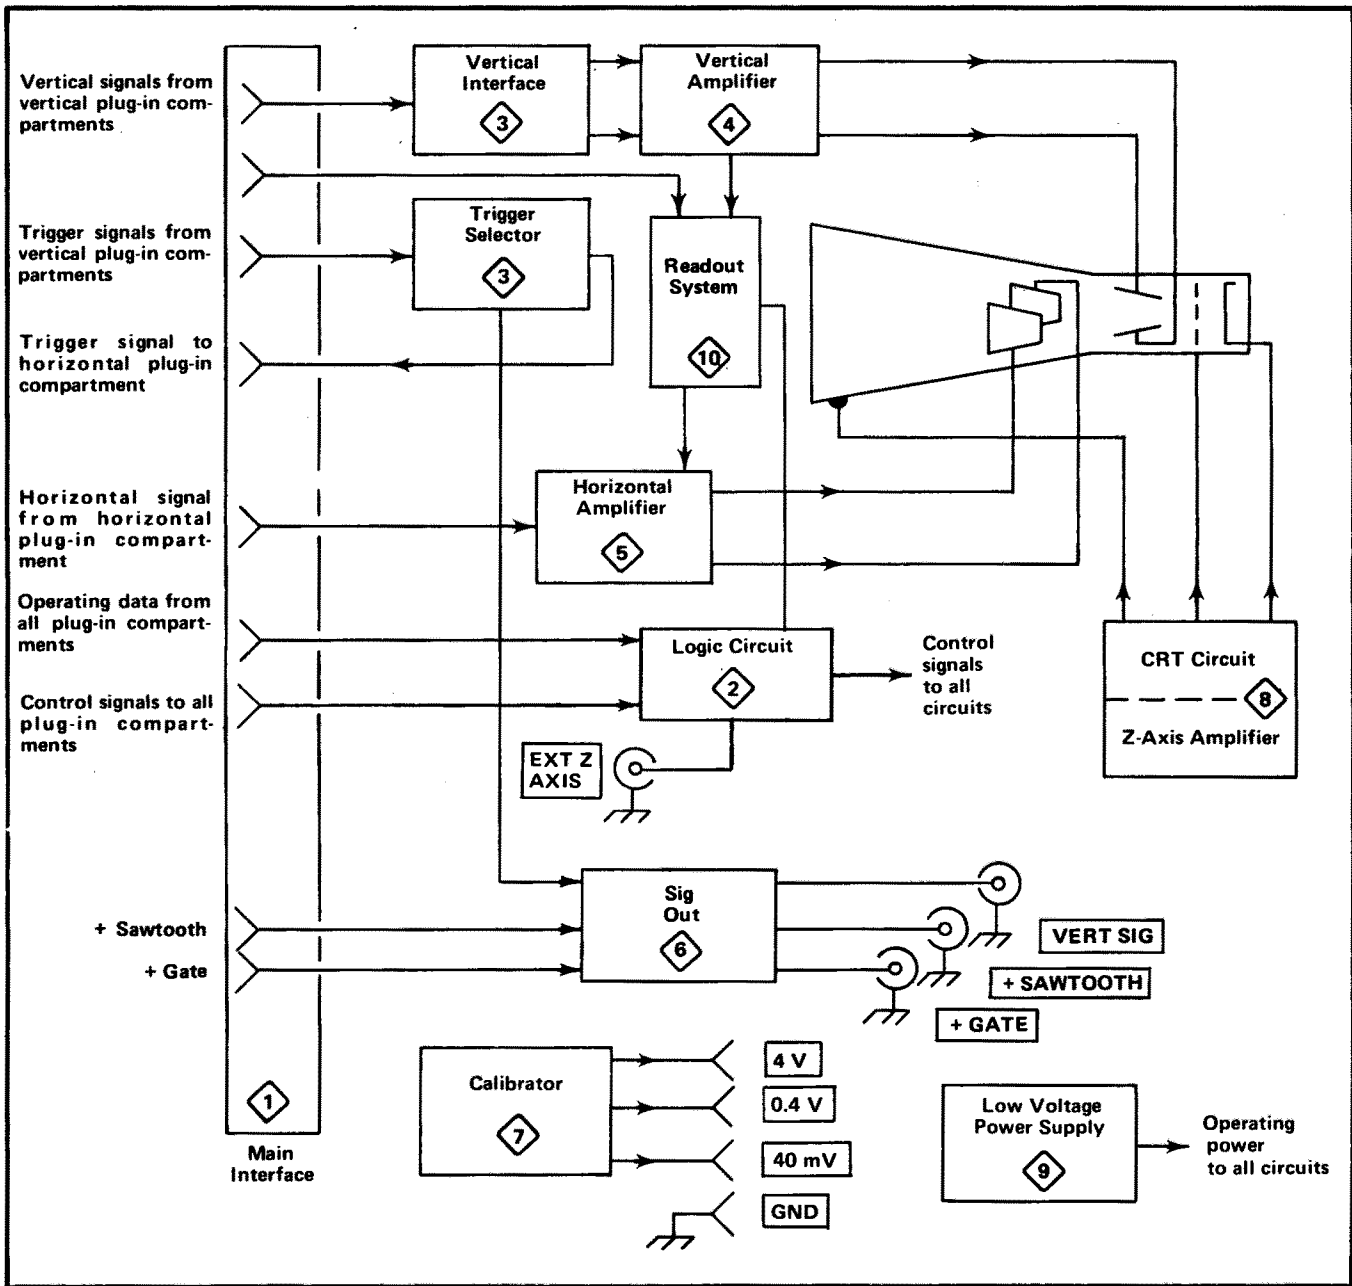 Vertical signals from
vertical plug-in com-
partments
Vertical
Interface
3
Vertical
Amplifier
4
Trigger signals from
vertical plug-in com-
partments
Trigger
Selector
3
Readout
System
10
Trigger signal to
horizontal plug-in
compartment
Horizontal signal
from horizontal
plug-in compart-
ment
Horizontal
Amplifier
5
Operating data from
all plug-in compart-
ments
Control signals to all
plug-in compart-
ments
Logic Circuit
2
Control
signals
to all
circuits
CRT Circuit
8
Z-Axis Amplifier
EXT Z
AXIS
+ Sawtooth
+ Gate
Sig
Out
6
VERT SIG
+ SAWTOOTH
+ GATE
1
Main
Interface
Calibrator
7
4 V
0.4 V
40 mV
GND
Low Voltage
Power Supply
9
Operating
power
to all circuits